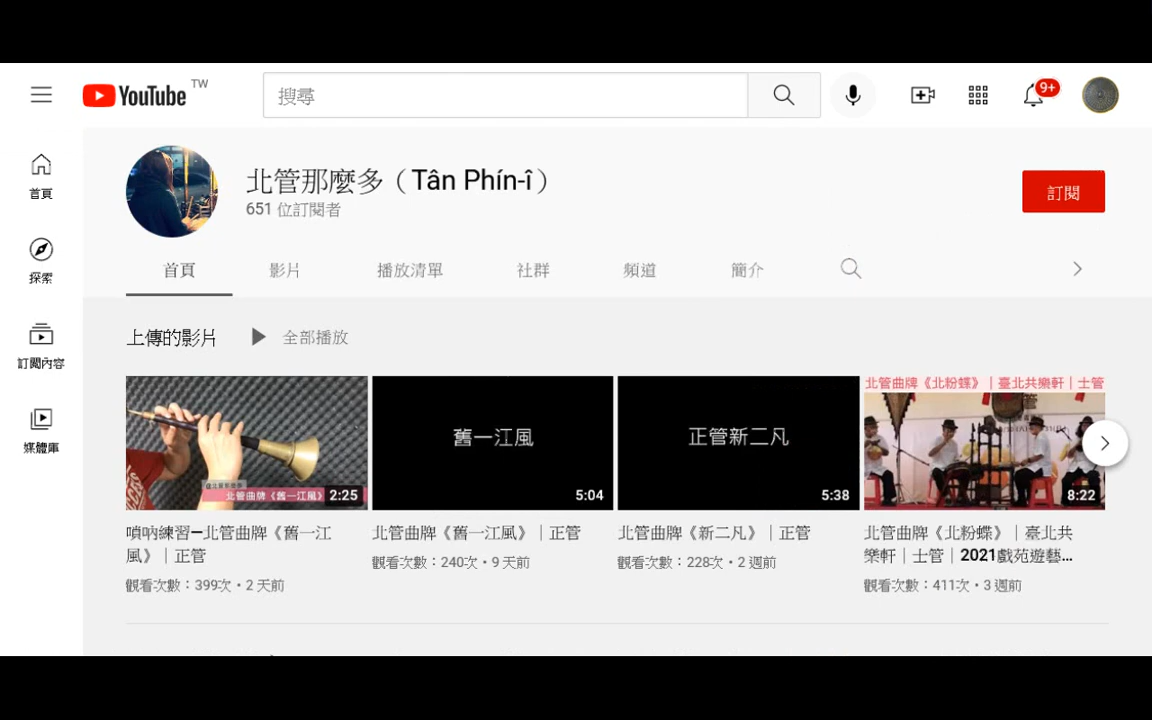 YouTube TW
搜尋
9+
首頁
探索
訂閱內容
媒體庫
北管那麼多（Tân Phín-î）
651 位訂閱者
訂閱
首頁 影片 播放清單 社群 頻道 簡介
上傳的影片 全部播放
北管曲牌《舊一江風》
2:25
舊一江風
5:04
正管新二凡
5:38
北管曲牌《北粉蝶》｜臺北共樂軒｜士管
8:22
嗩吶練習—北管曲牌《舊一江
風》｜正管
觀看次數：399次・2 天前
北管曲牌《舊一江風》｜正管
觀看次數：240次・9 天前
北管曲牌《新二凡》｜正管
觀看次數：228次・2 週前
北管曲牌《北粉蝶》｜臺北共
樂軒｜士管｜2021戲苑遊藝...
觀看次數：411次・3 週前